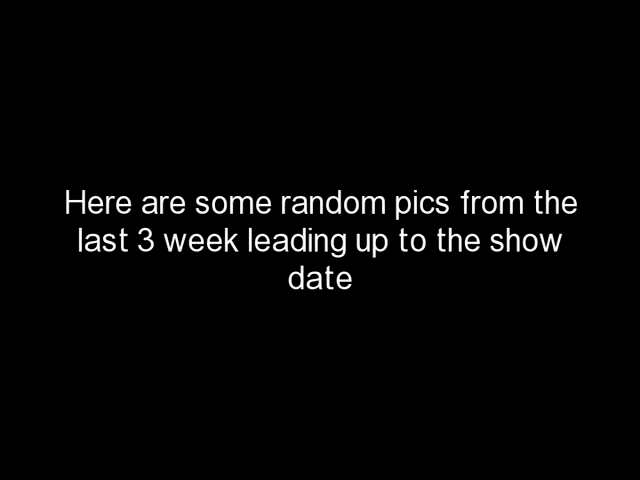 Here are some random pics from the
last 3 week leading up to the show
date